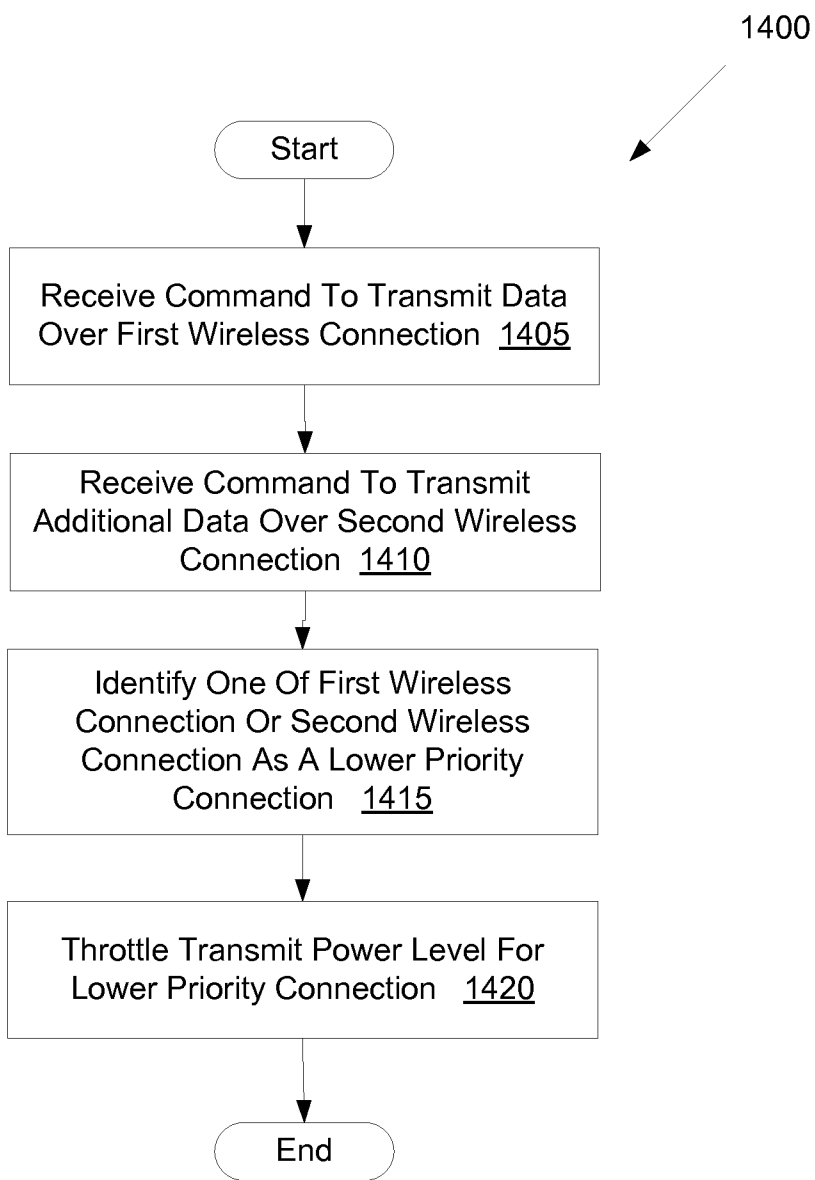 1400
Start
Receive Command To Transmit Data
Over First Wireless Connection 1405
Receive Command To Transmit
Additional Data Over Second Wireless
Connection 1410
Identify One Of First Wireless
Connection Or Second Wireless
Connection As A Lower Priority
Connection 1415
Throttle Transmit Power Level For
Lower Priority Connection 1420
End